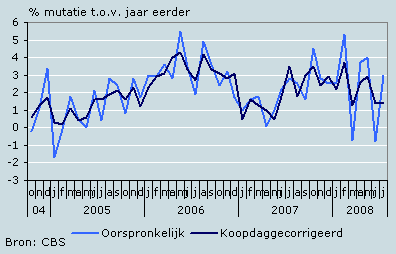 % mutatie t.o.v. jaar eerder
6
5
4
3
2
1
0
-1
-2
-3
ondjfmamjjasondjfmamjjasondjfmamjjasondjfmamjj
04 2005 2006 2007 2008
Oorspronkelijk Koopdaggecorrigeerd
Bron: CBS